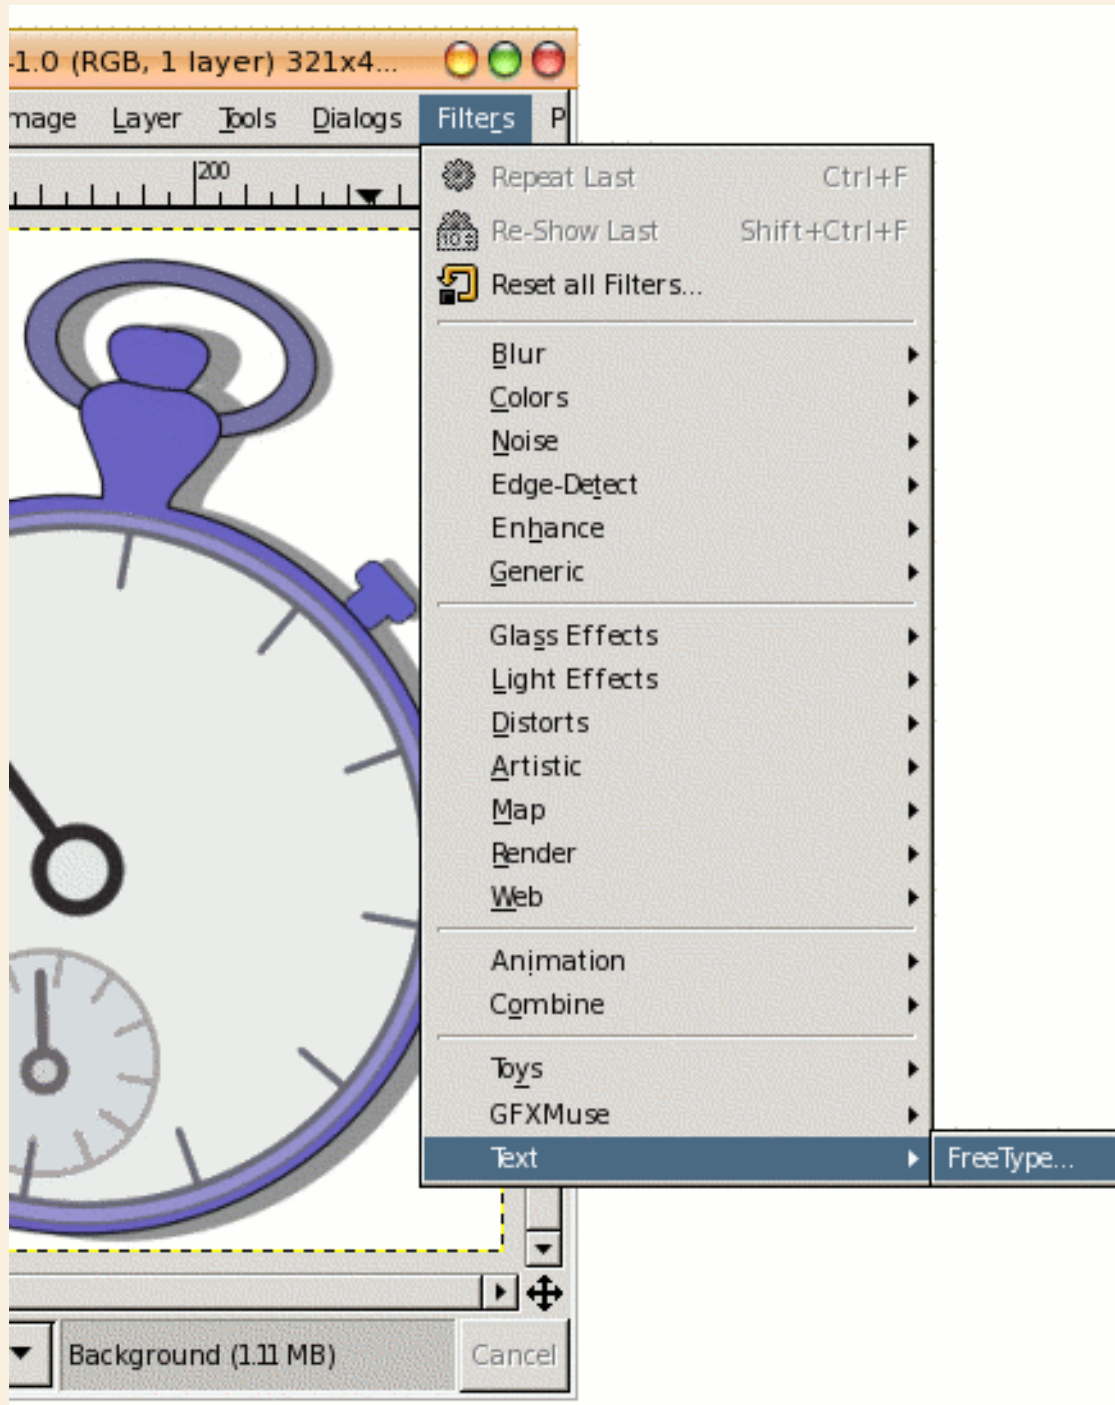 -1.0 (RGB, 1 layer) 321x4...
mage Layer Tools Dialogs Filters P
200
Repeat Last Ctrl+F
Re-Show Last Shift+Ctrl+F
Reset all Filters...
Blur
Colors
Noise
Edge-Detect
Enhance
Generic
Glass Effects
Light Effects
Distorts
Artistic
Map
Render
Web
Animation
Combine
Toys
GFXMuse
Text FreeType...
Background (1.11 MB) Cancel